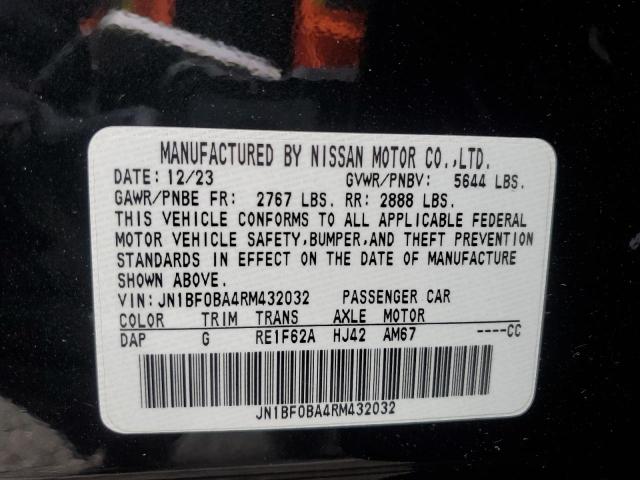 MANUFACTURED BY NISSAN MOTOR CO.,LTD.
DATE: 12/23 GVWR/PNBV: 5644 LBS.
GAWR/PNBE FR: 2767 LBS. RR: 2888 LBS.
THIS VEHICLE CONFORMS TO ALL APPLICABLE FEDERAL
MOTOR VEHICLE SAFETY,BUMPER,AND THEFT PREVENTION
STANDARDS IN EFFECT ON THE DATE OF MANUFACTURE
SHOWN ABOVE.
VIN: JN1BF0BA4RM432032 PASSENGER CAR
COLOR TRIM TRANS AXLE MOTOR
DAP G RE1F62A HJ42 AM67 ----CC
JN1BF0BA4RM432032